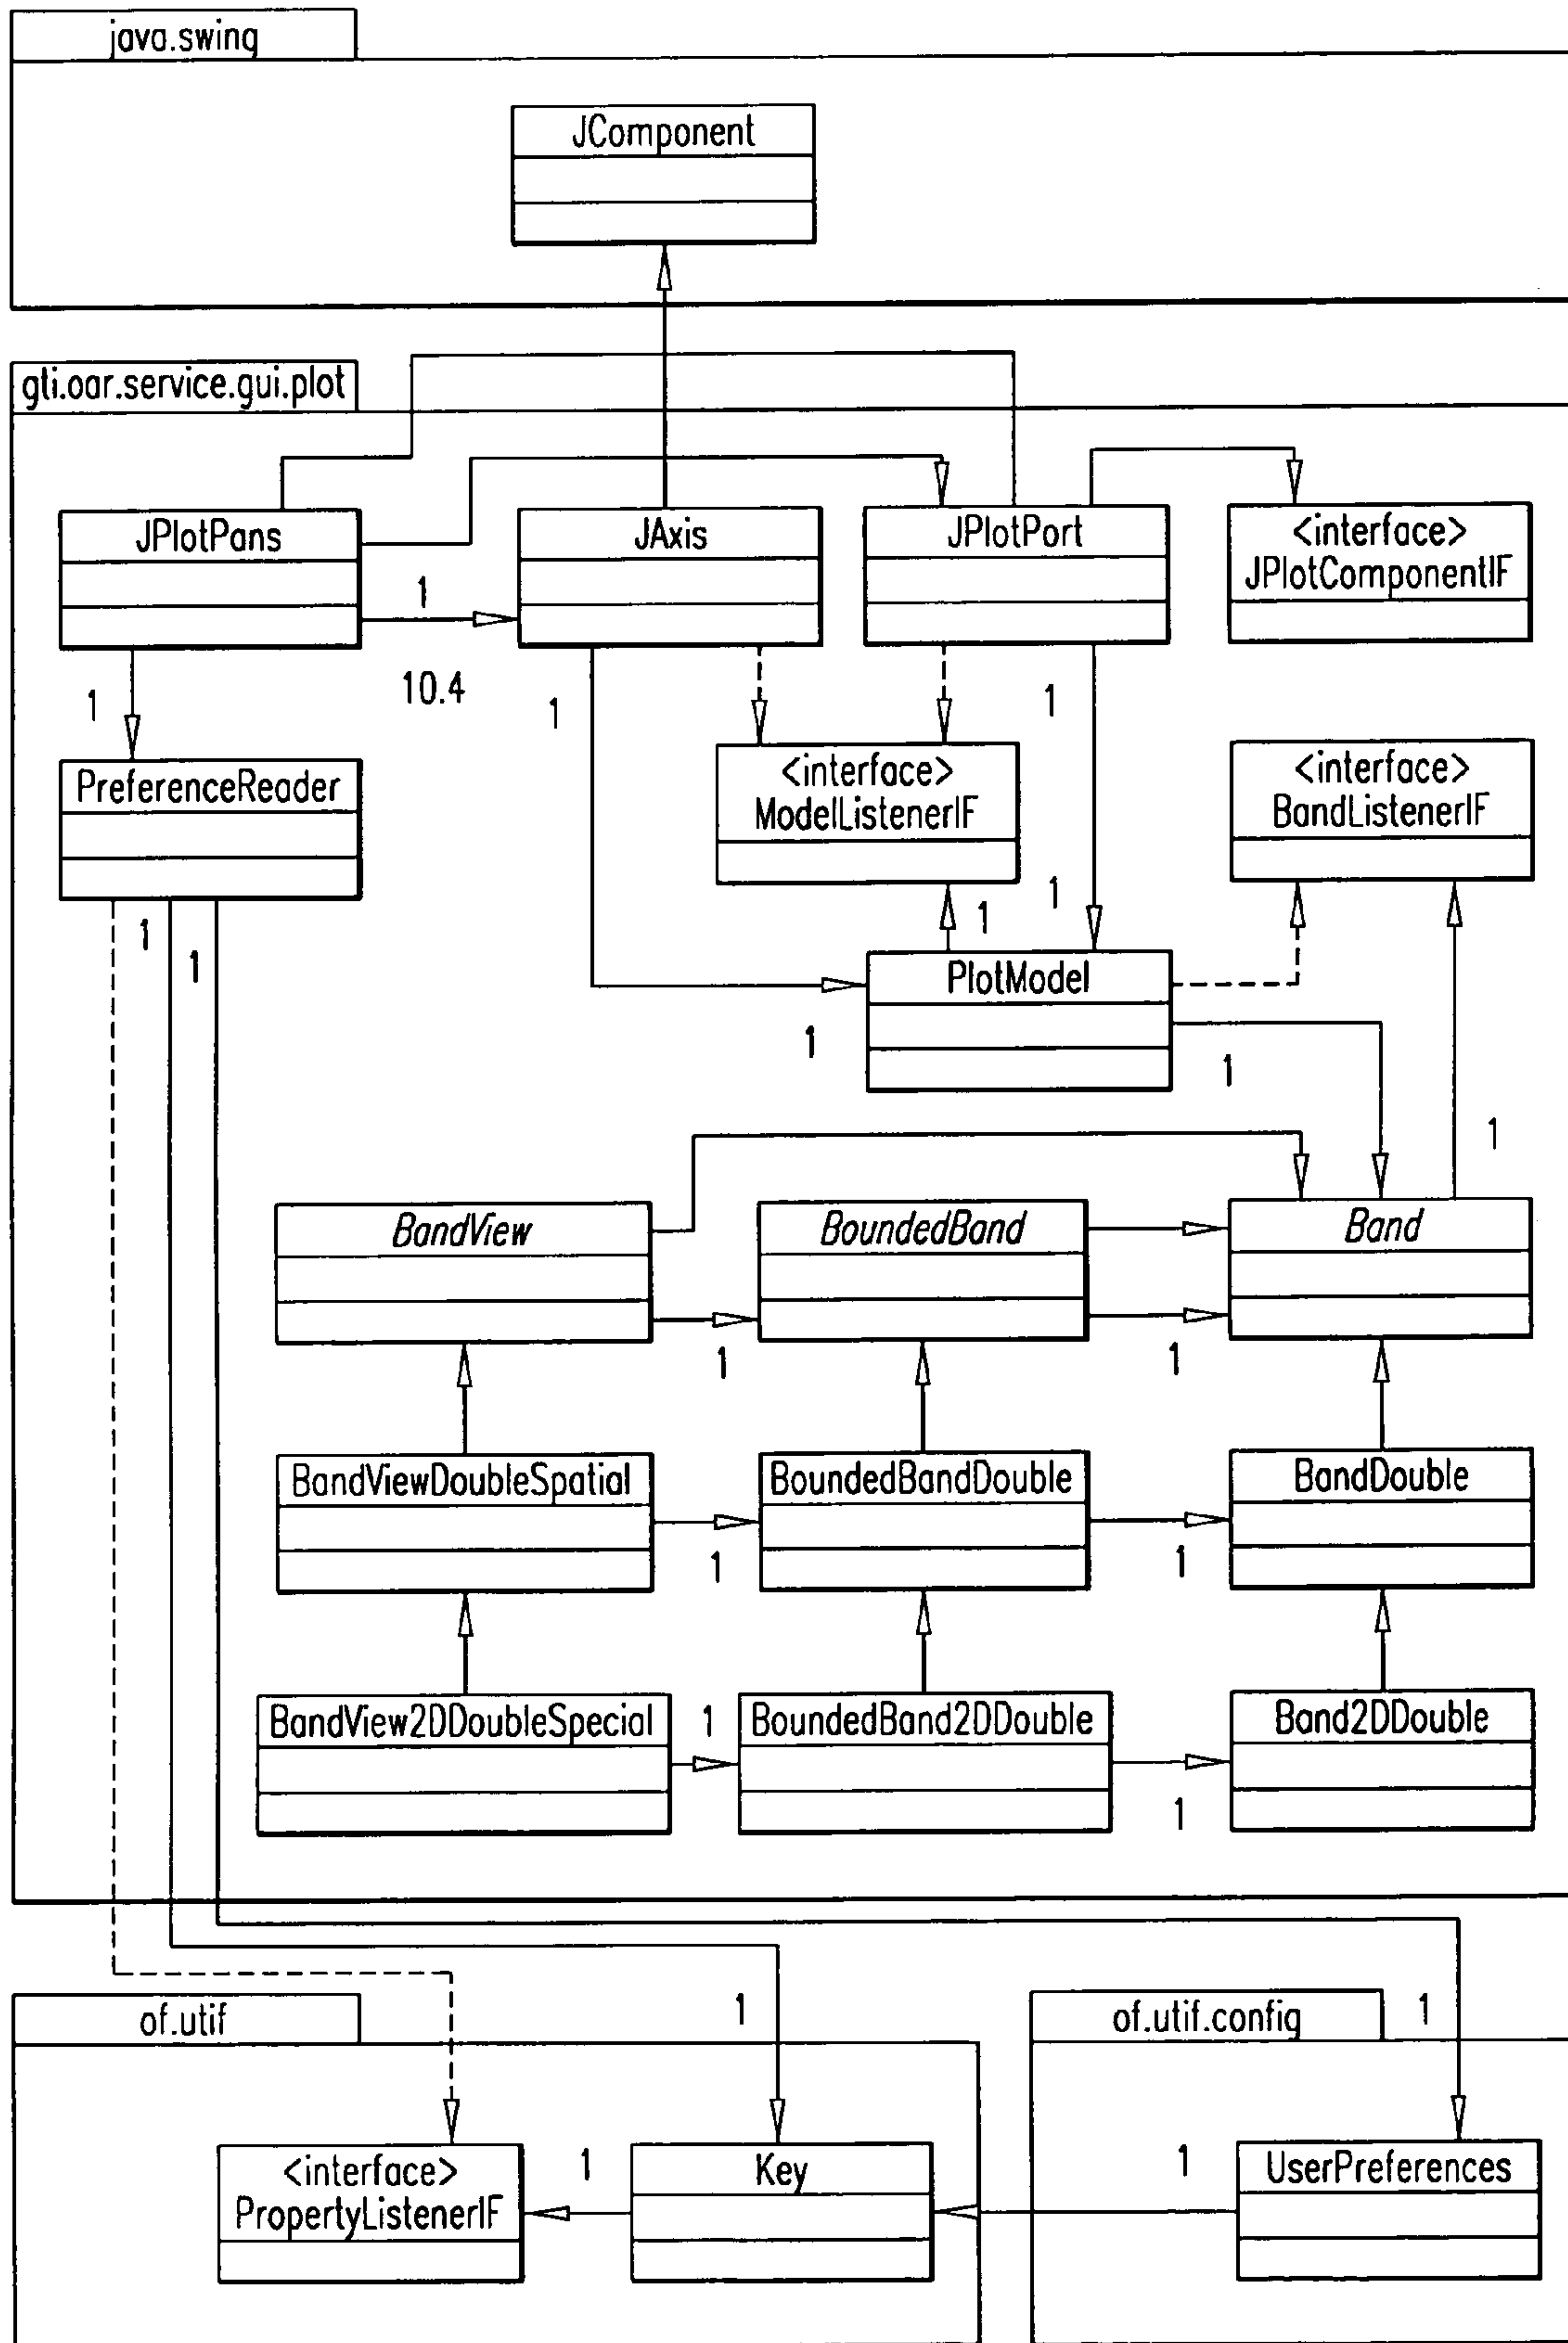 java.swing
JComponent
gti.oar.service.gui.plot
JPlotPans
JAxis
JPlotPort
<interface>
JPlotComponentIF
1
10.4
1
1
1
PreferenceReader
<interface>
ModelListenerIF
<interface>
BandListenerIF
1
1
1
1
PlotModel
1
1
1
BandView
BoundedBand
Band
1
1
BandViewDoubleSpatial
BoundedBandDouble
BandDouble
1
1
BandView2DDoubleSpecial
1
BoundedBand2DDouble
Band2DDouble
1
of.utif
1
of.utif.config
1
<interface>
PropertyListenerIF
1
Key
1
UserPreferences